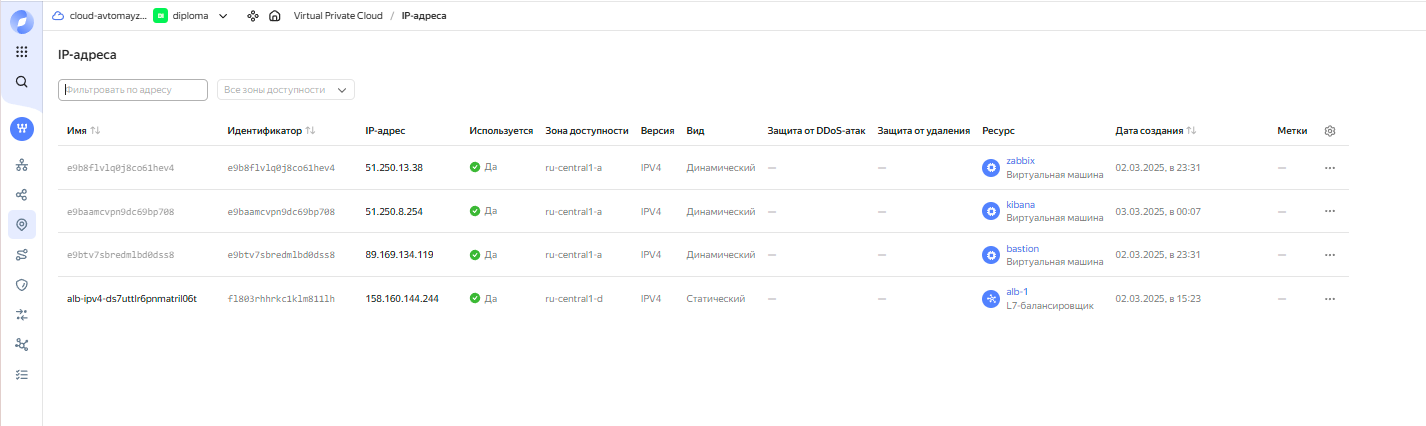 cloud-avtomayz... diploma Virtual Private Cloud / IP-адреса
IP-адреса
Фильтровать по адресу Все зоны доступности
Имя Идентификатор IP-адрес Используется Зона доступности Версия Вид Защита от DDoS-атак Защита от удаления Ресурс Дата создания Метки
e9b8flvlq0j8co61hev4 e9b8flvlq0j8co61hev4 51.250.13.38 Да ru-central1-a IPV4 Динамический — — zabbix 02.03.2025, в 23:31 —
Виртуальная машина
e9baamcvpn9dc69bp708 e9baamcvpn9dc69bp708 51.250.8.254 Да ru-central1-a IPV4 Динамический — — kibana 03.03.2025, в 00:07 —
Виртуальная машина
e9btv7sbredmlbd0dss8 e9btv7sbredmlbd0dss8 89.169.134.119 Да ru-central1-a IPV4 Динамический — — bastion 02.03.2025, в 23:31 —
Виртуальная машина
alb-ipv4-ds7uttlr6pnmatril06t fl803nhhrkc1klm811lh 158.160.144.244 Да ru-central1-d IPV4 Статический — — alb-1 02.03.2025, в 15:23 —
L7-балансировщик